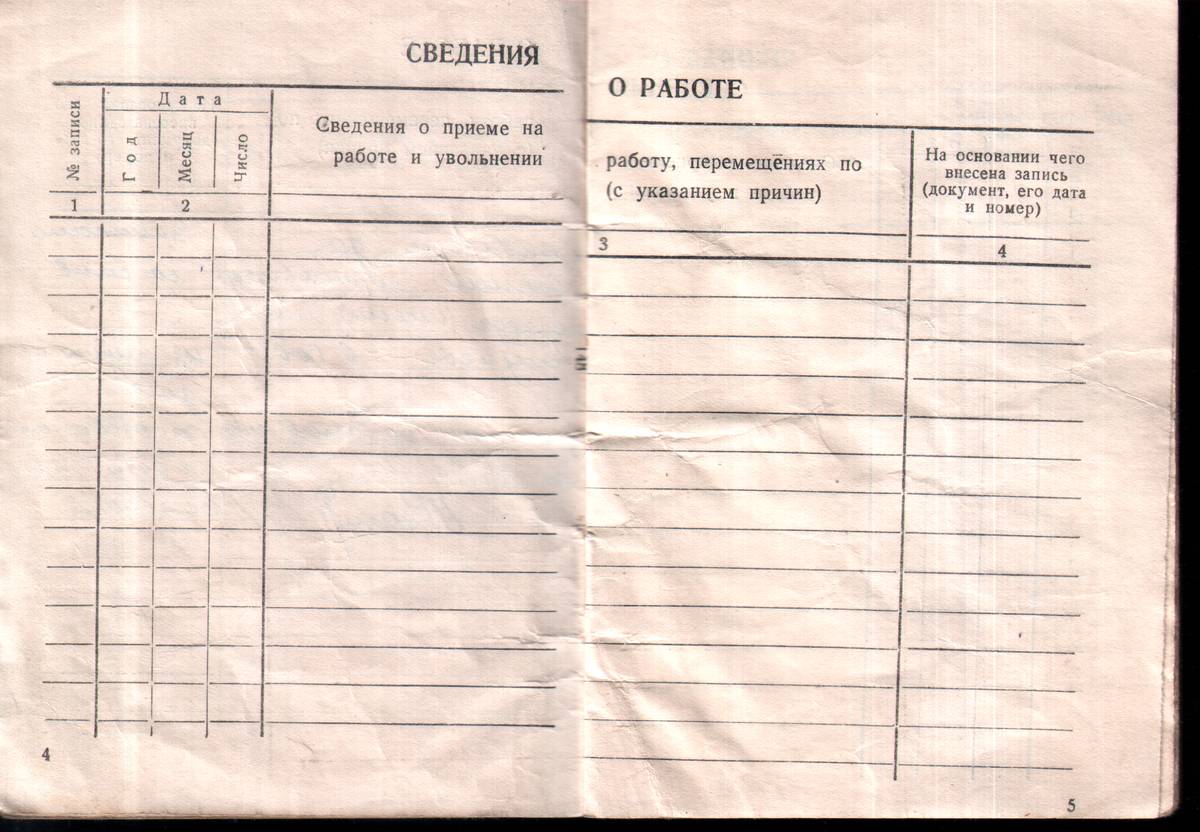 СВЕДЕНИЯ
О РАБОТЕ
№ записи
Дата
Год
Месяц
Число
Сведения о приеме на
работе и увольнении
работу, перемещениях по
(с указанием причин)
На основании чего
внесена запись
(документ, его дата
и номер)
1
2
3
4
4
5